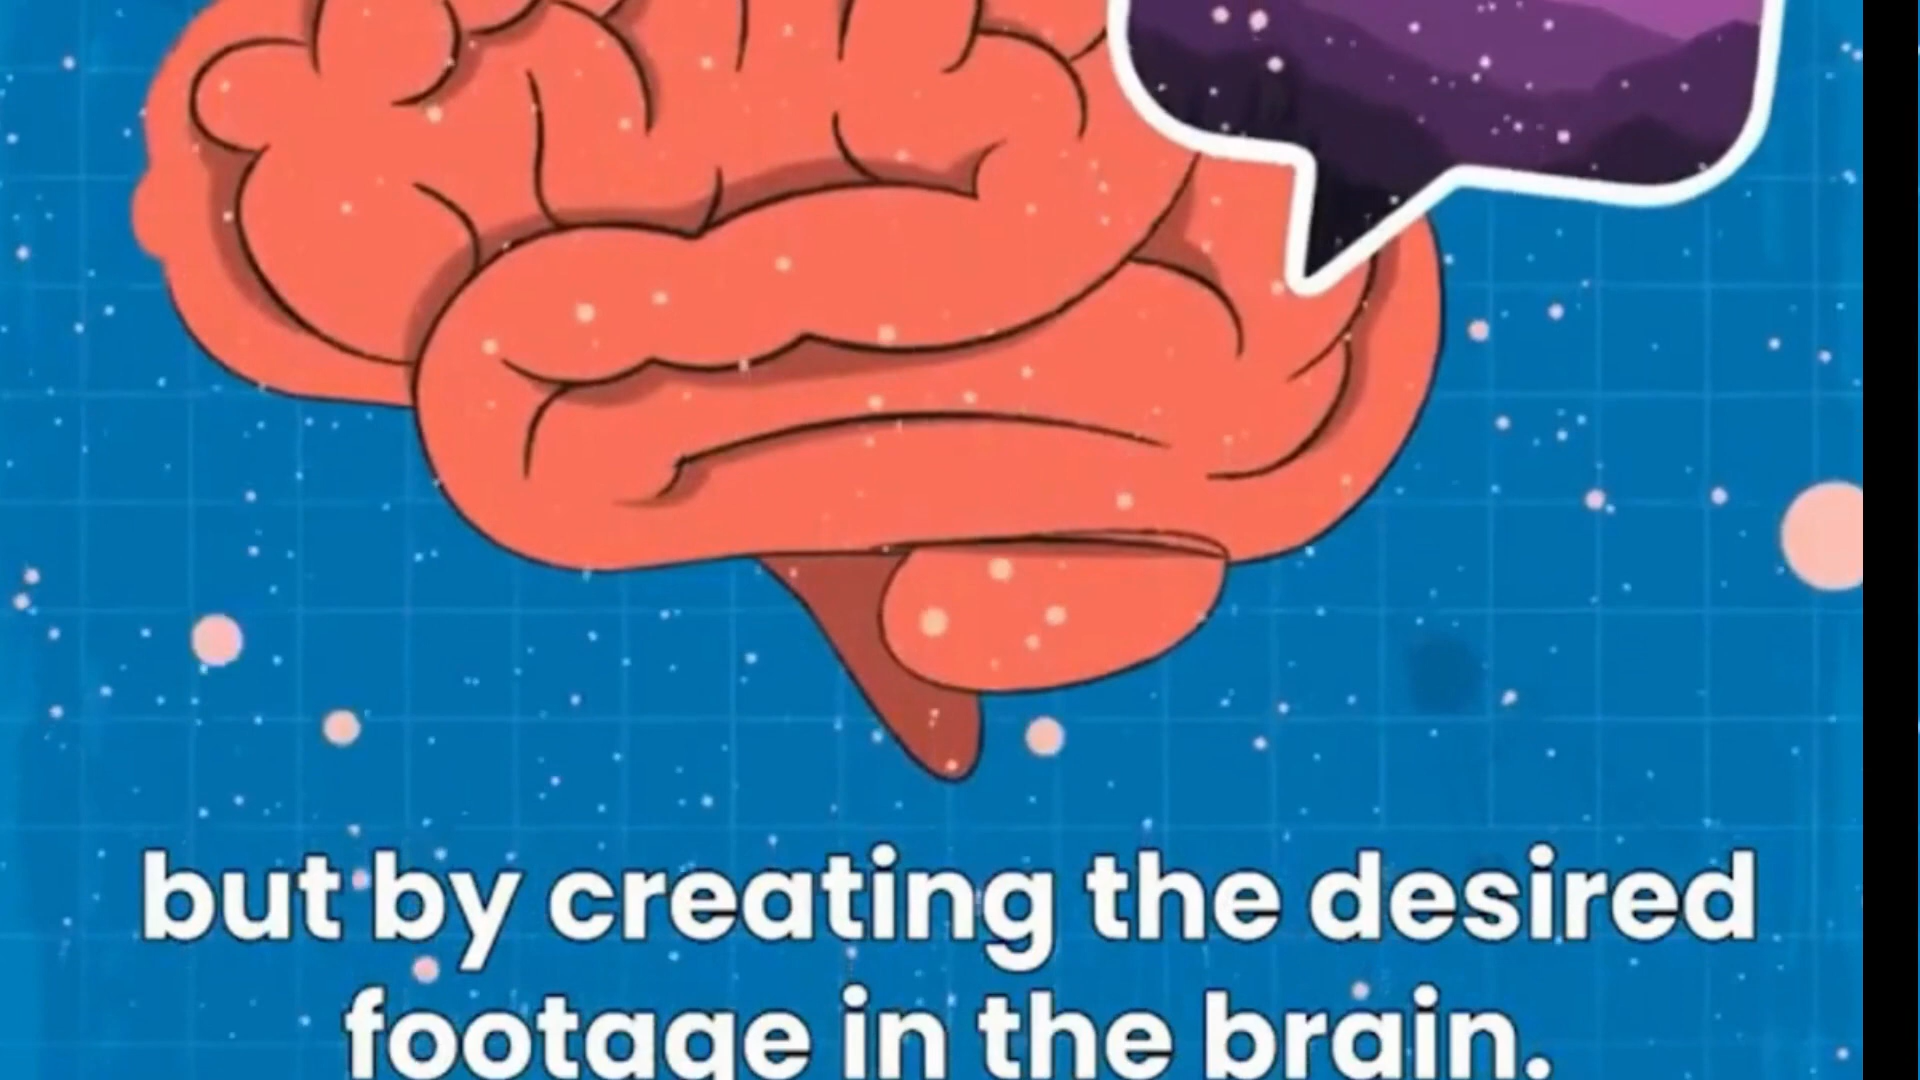 but by creating the desired
footage in the brain.